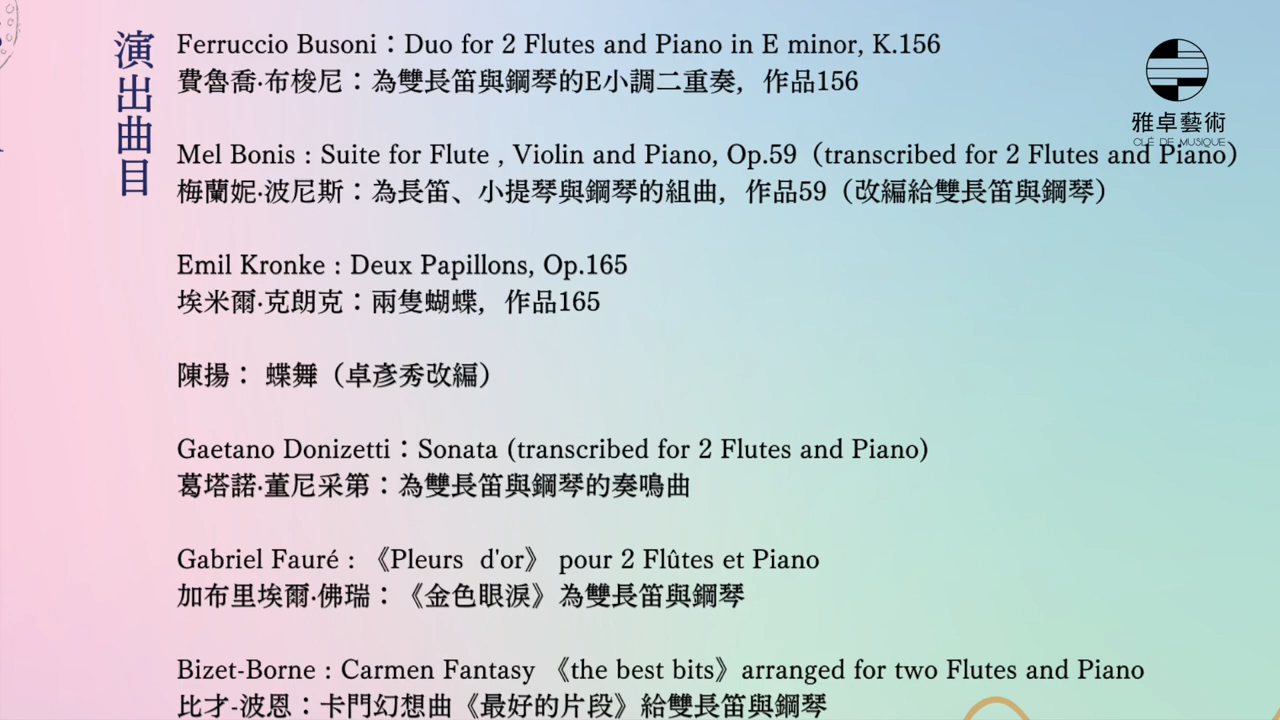 演出曲目
Ferruccio Busoni：Duo for 2 Flutes and Piano in E minor, K.156
費魯喬·布梭尼：為雙長笛與鋼琴的E小調二重奏，作品156
Mel Bonis : Suite for Flute , Violin and Piano, Op.59（transcribed for 2 Flutes and Piano)
梅蘭妮·波尼斯：為長笛、小提琴與鋼琴的組曲，作品59（改編給雙長笛與鋼琴）
Emil Kronke : Deux Papillons, Op.165
埃米爾·克朗克：兩隻蝴蝶，作品165
陳揚： 蝶舞（卓彥秀改編）
Gaetano Donizetti：Sonata (transcribed for 2 Flutes and Piano)
葛塔諾·董尼采第：為雙長笛與鋼琴的奏鳴曲
Gabriel Fauré : 《Pleurs d'or》 pour 2 Flûtes et Piano
加布里埃爾·佛瑞：《金色眼淚》為雙長笛與鋼琴
Bizet-Borne : Carmen Fantasy 《the best bits》arranged for two Flutes and Piano
比才-波恩：卡門幻想曲《最好的片段》給雙長笛與鋼琴
雅卓藝術
CLÉ DE MUSIQUE